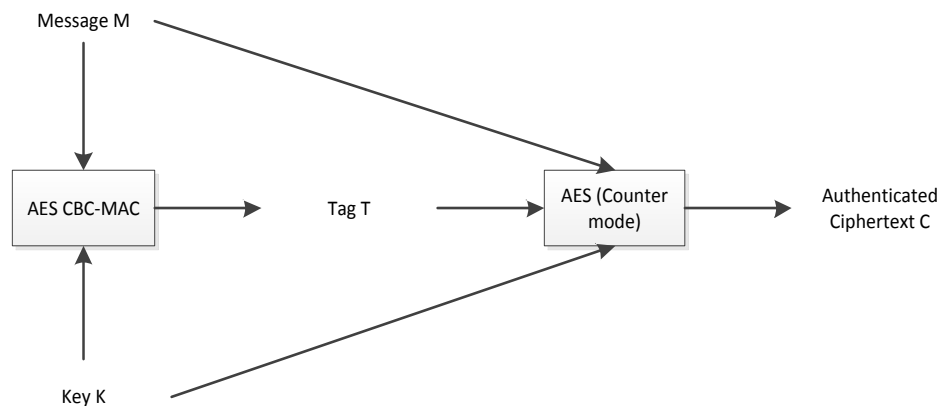 Message M
AES CBC-MAC
Tag T
AES (Counter
mode)
Authenticated
Ciphertext C
Key K